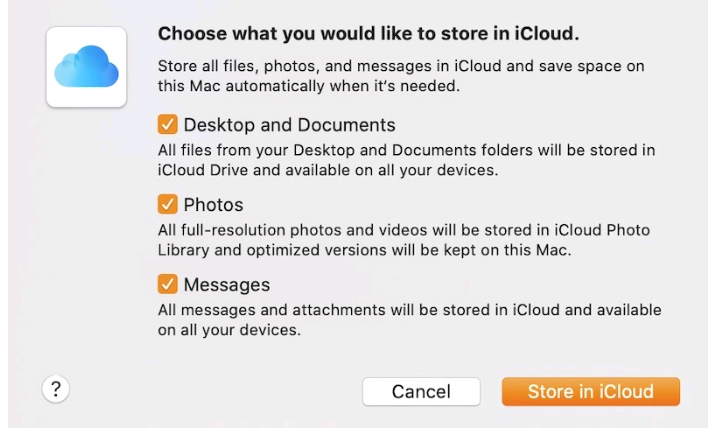 Choose what you would like to store in iCloud.
Store all files, photos, and messages in iCloud and save space on
this Mac automatically when it's needed.
Desktop and Documents
All files from your Desktop and Documents folders will be stored in
iCloud Drive and available on all your devices.
Photos
All full-resolution photos and videos will be stored in iCloud Photo
Library and optimized versions will be kept on this Mac.
Messages
All messages and attachments will be stored in iCloud and available
on all your devices.
? Cancel Store in iCloud